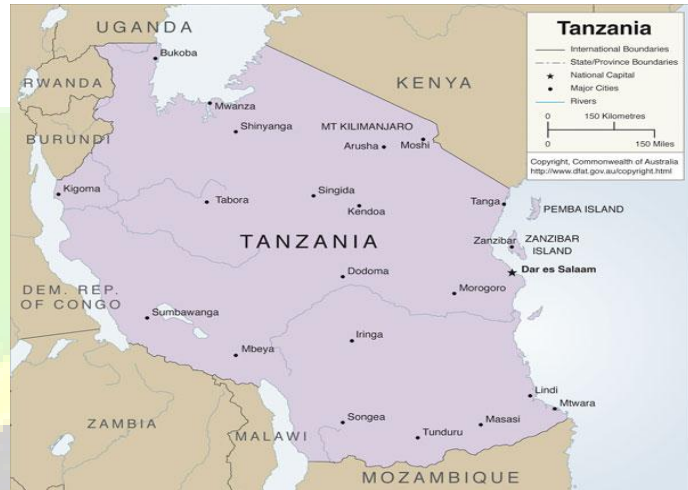 UGANDA
Bukoba
RWANDA
Mwanza
KENYA
Shinyanga
MT KILIMANJARO
BURUNDI
Arusha
Moshi
Kigoma
Tabora
Singida
Kendoa
Tanga
PEMBA ISLAND
TANZANIA
Zanzibar
ZANZIBAR
ISLAND
Dodoma
Dar es Salaam
DEM. REP.
OF CONGO
Morogoro
Sumbawanga
Iringa
Mbeya
Lindi
Mtwara
ZAMBIA
MALAWI
Songea
Masasi
Tunduru
MOZAMBIQUE
Tanzania
International Boundaries
State/Province Boundaries
National Capital
Major Cities
Rivers
0 150 Kilometres
0 150 Miles
Copyright, Commonwealth of Australia
http://www.dfat.gov.au/copyright.html